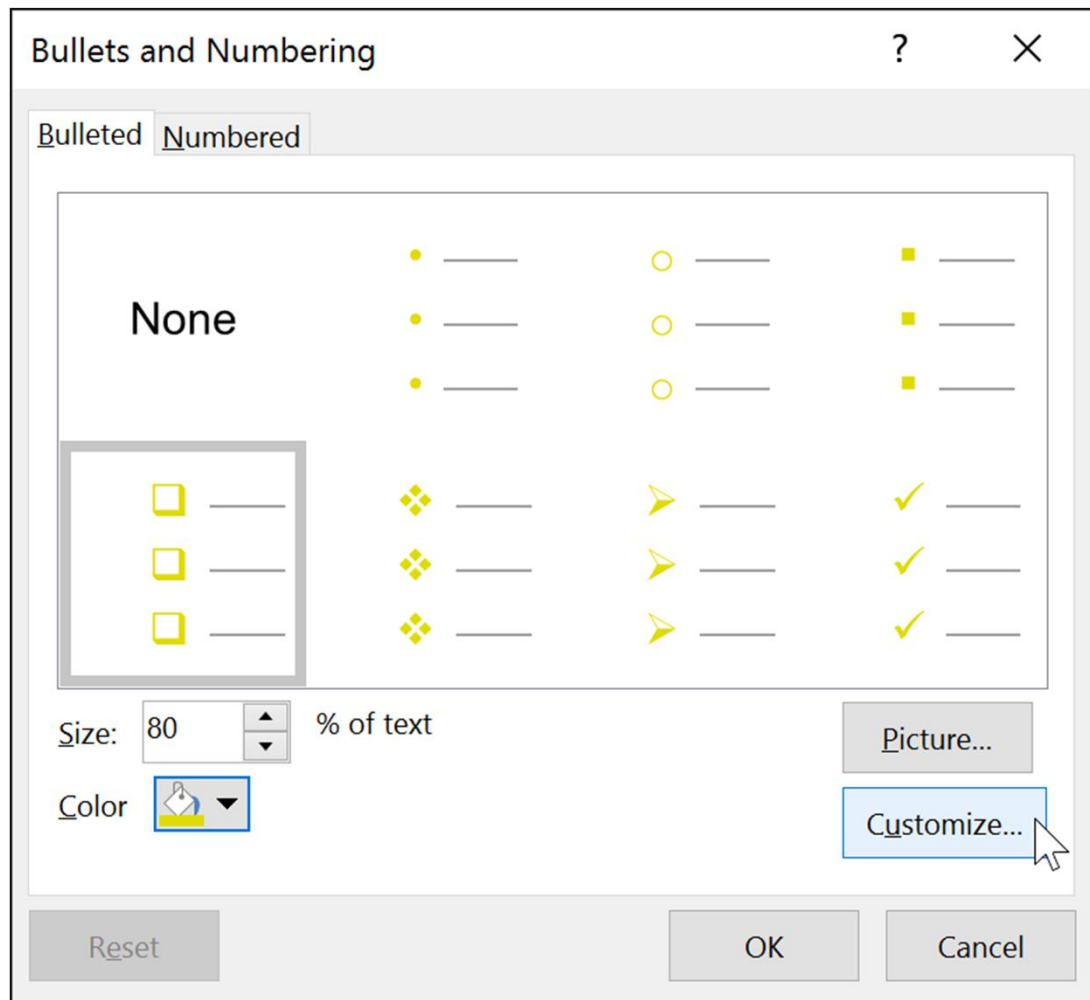 Bullets and Numbering ?
Bulleted Numbered
None
Size: 80 % of text
Picture...
Color
Customize...
Reset OK Cancel